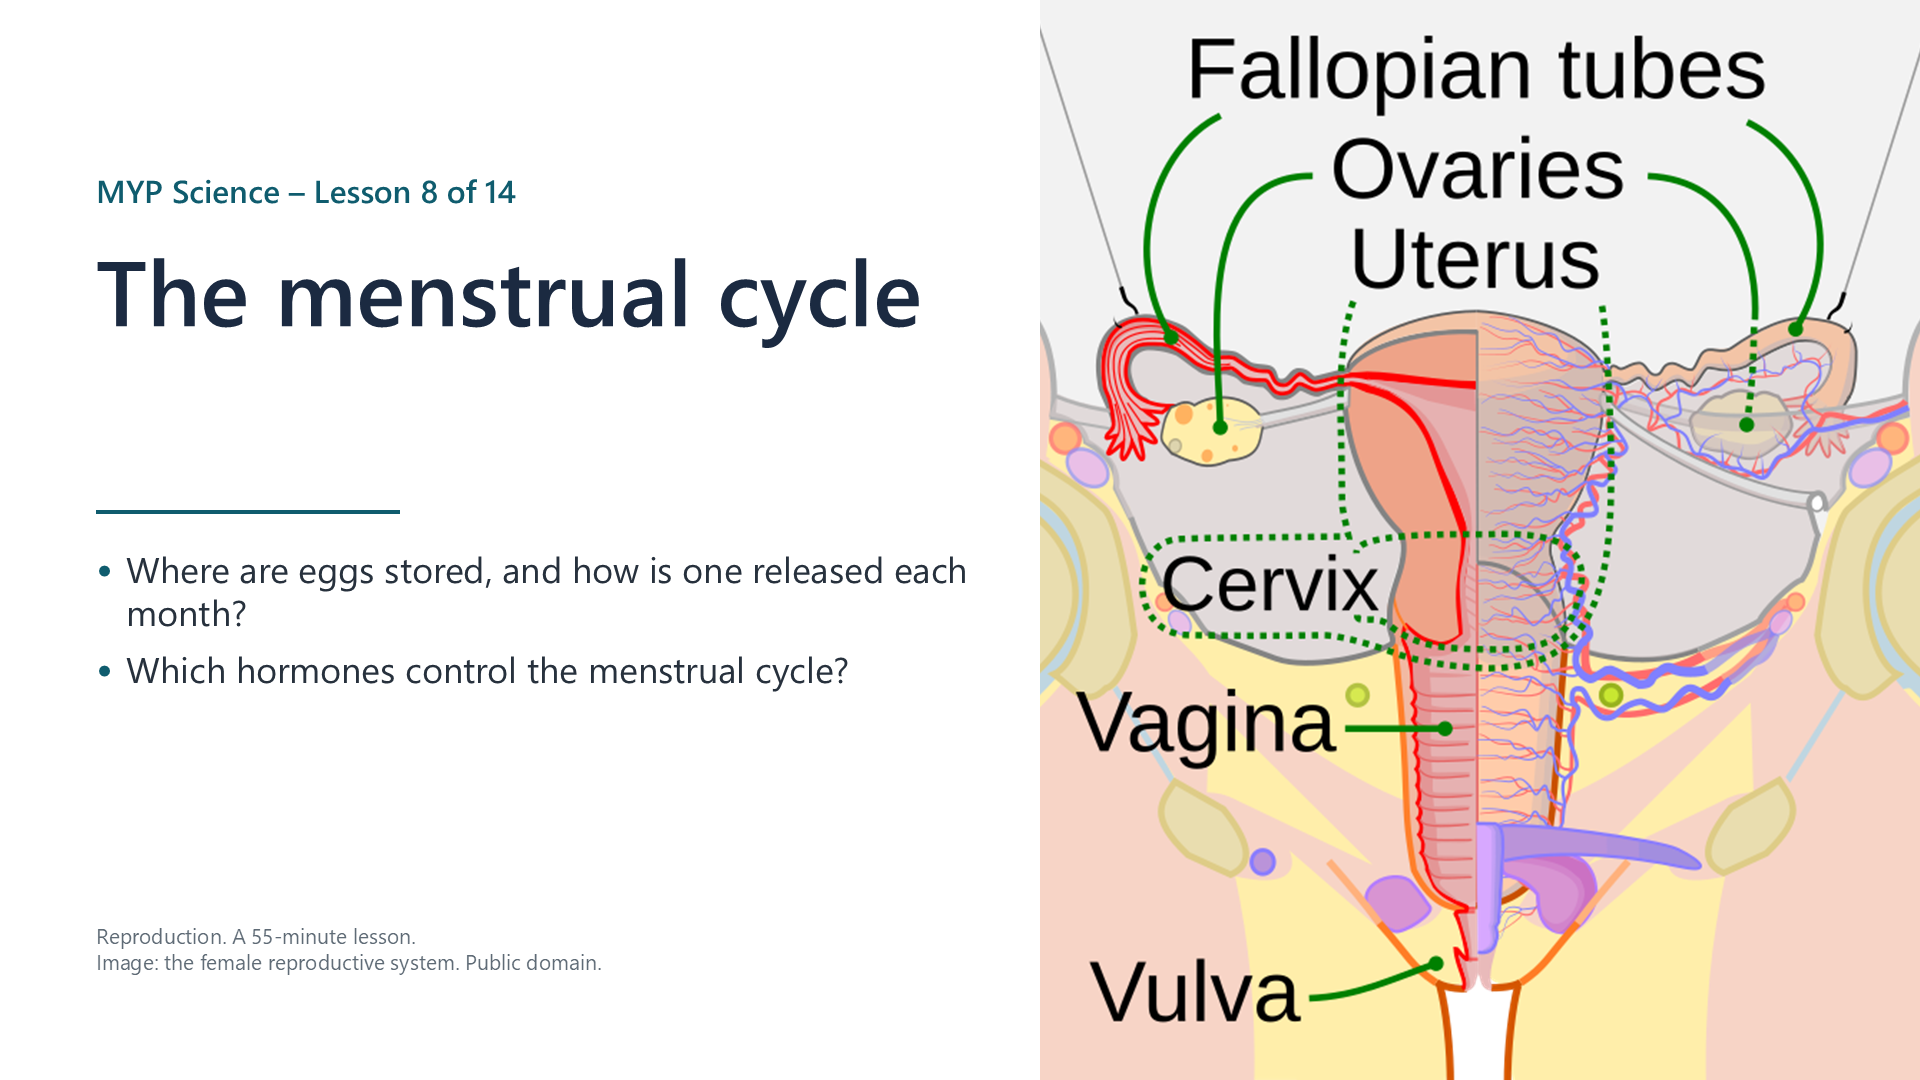 MYP Science – Lesson 8 of 14
The menstrual cycle
• Where are eggs stored, and how is one released each
month?
• Which hormones control the menstrual cycle?
Reproduction. A 55-minute lesson.
Image: the female reproductive system. Public domain.
Fallopian tubes
Ovaries
Uterus
Cervix
Vagina
Vulva